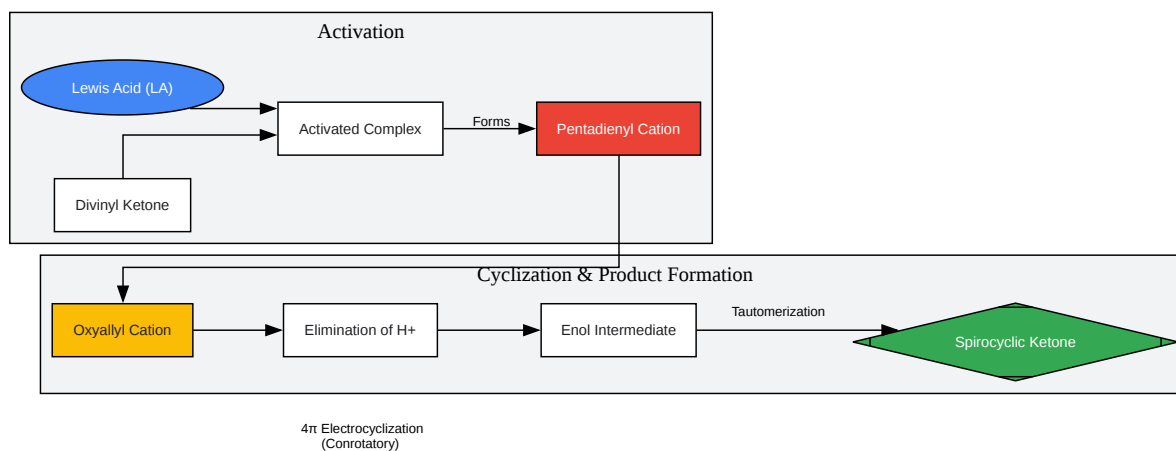 Activation
Lewis Acid (LA)
Activated Complex
Forms
Pentadienyl Cation
Divinyl Ketone
Cyclization & Product Formation
Oxyallyl Cation
Elimination of H+
Enol Intermediate
Tautomerization
Spirocyclic Ketone
4π Electrocyclization
(Conrotatory)